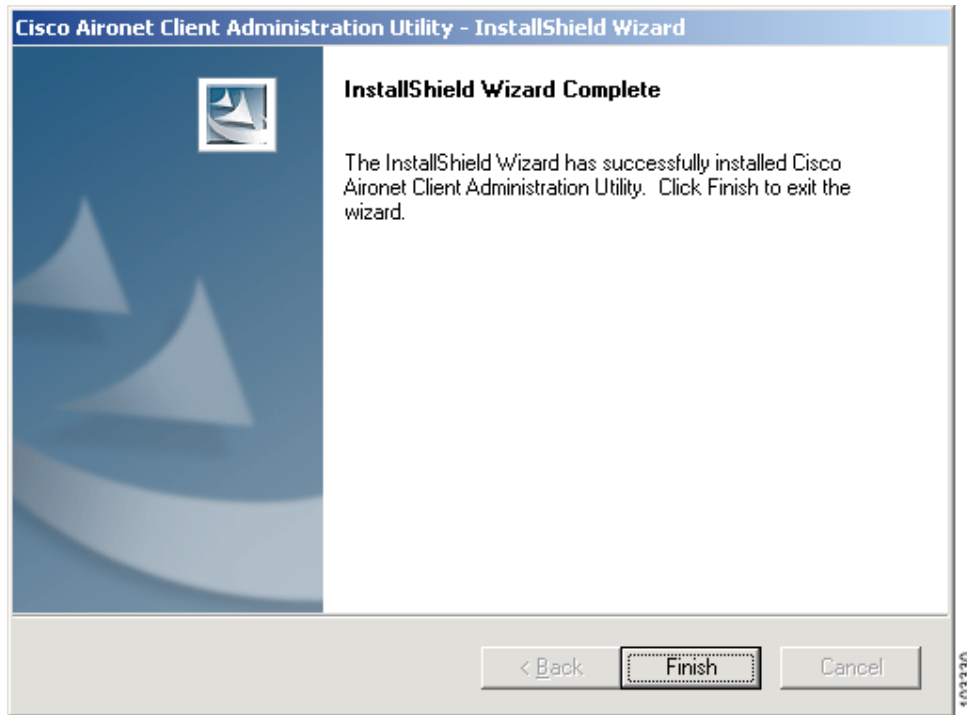 Cisco Aironet Client Administration Utility - InstallShield Wizard
InstallShield Wizard Complete
The InstallShield Wizard has successfully installed Cisco
Aironet Client Administration Utility. Click Finish to exit the
wizard.
< Back
Finish
Cancel